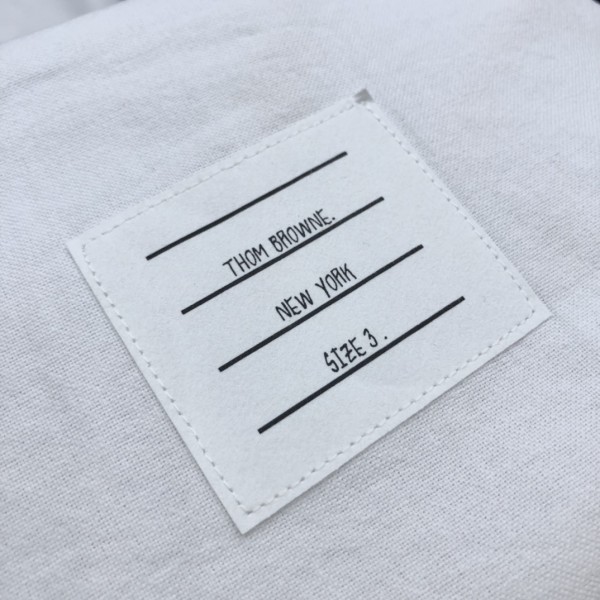 THOM BROWNE.
NEW YORK
SIZE 3.